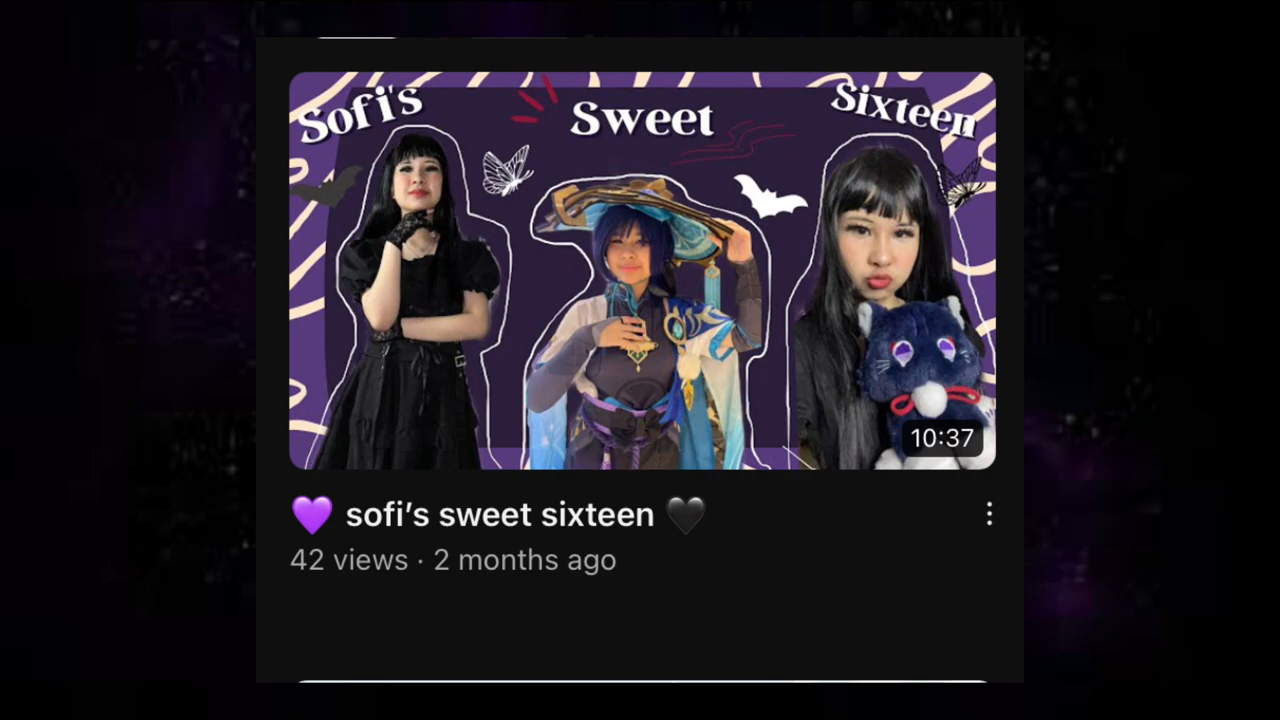 Sofi's Sweet Sixteen
10:37
💜 sofi’s sweet sixteen 🖤
42 views · 2 months ago